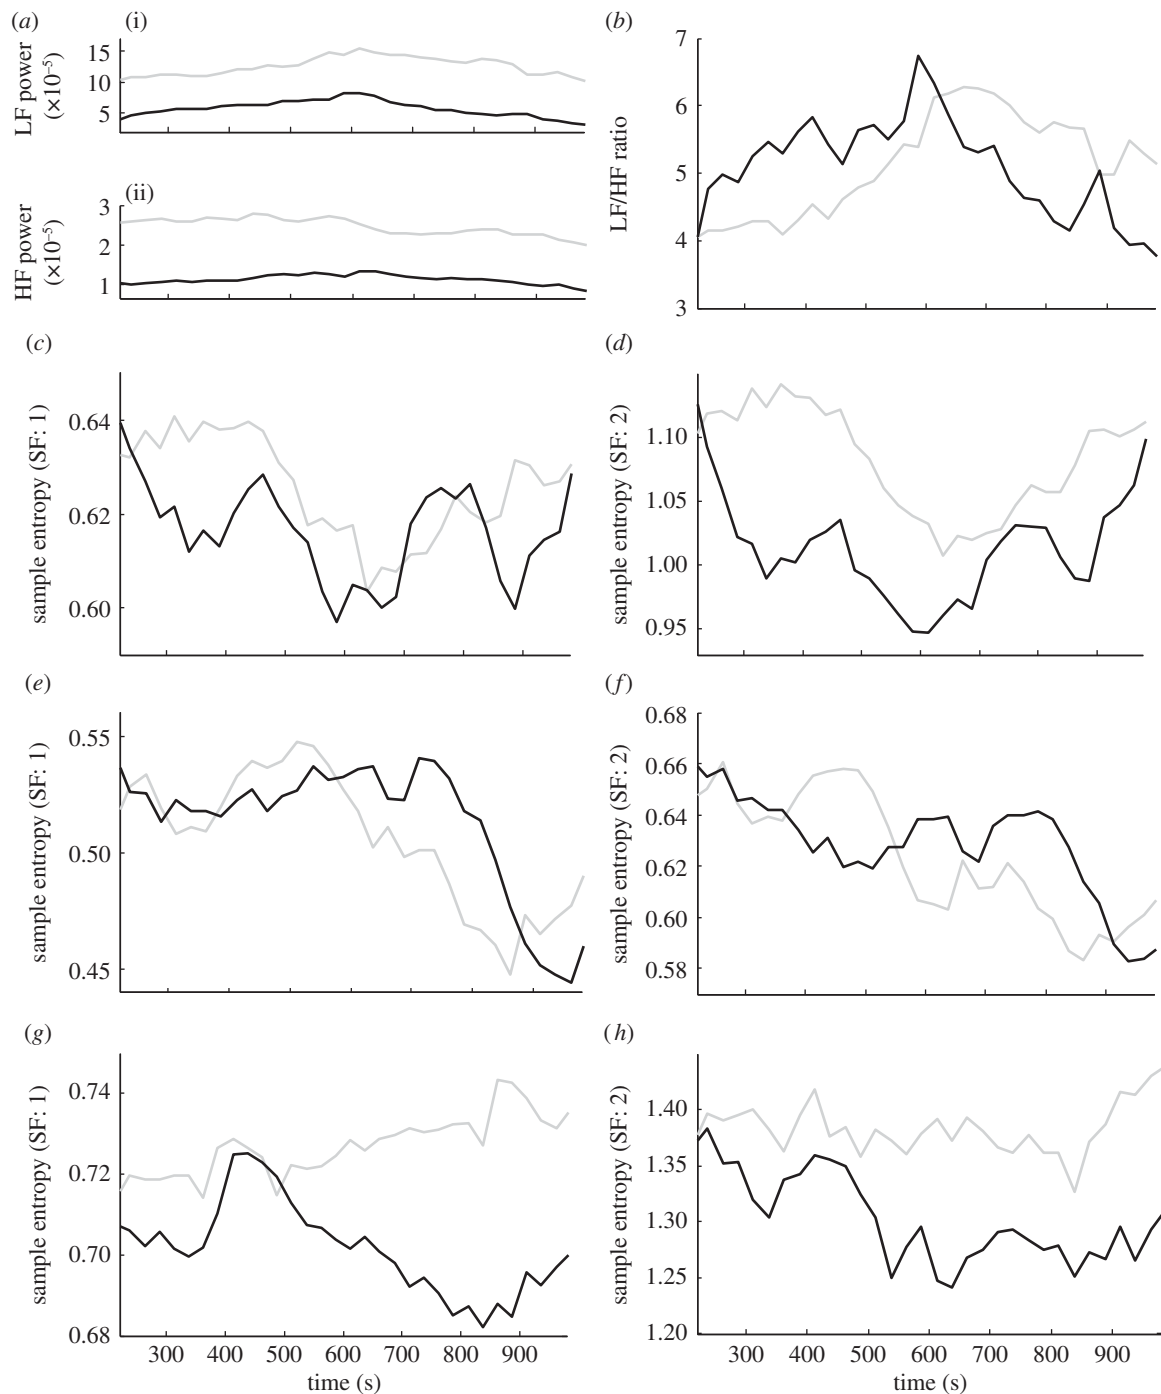 (a) (i)
LF power
(×10⁻⁵)
15
10
5
(ii)
HF power
(×10⁻⁵)
3
2
1
(b)
LF/HF ratio
7
6
5
4
3
(c)
sample entropy (SF: 1)
0.64
0.62
0.60
(d)
sample entropy (SF: 2)
1.10
1.05
1.00
0.95
(e)
sample entropy (SF: 1)
0.55
0.50
0.45
(f)
sample entropy (SF: 2)
0.68
0.66
0.64
0.62
0.60
0.58
(g)
sample entropy (SF: 1)
0.74
0.72
0.70
0.68
300 400 500 600 700 800 900
time (s)
(h)
sample entropy (SF: 2)
1.40
1.35
1.30
1.25
1.20
300 400 500 600 700 800 900
time (s)